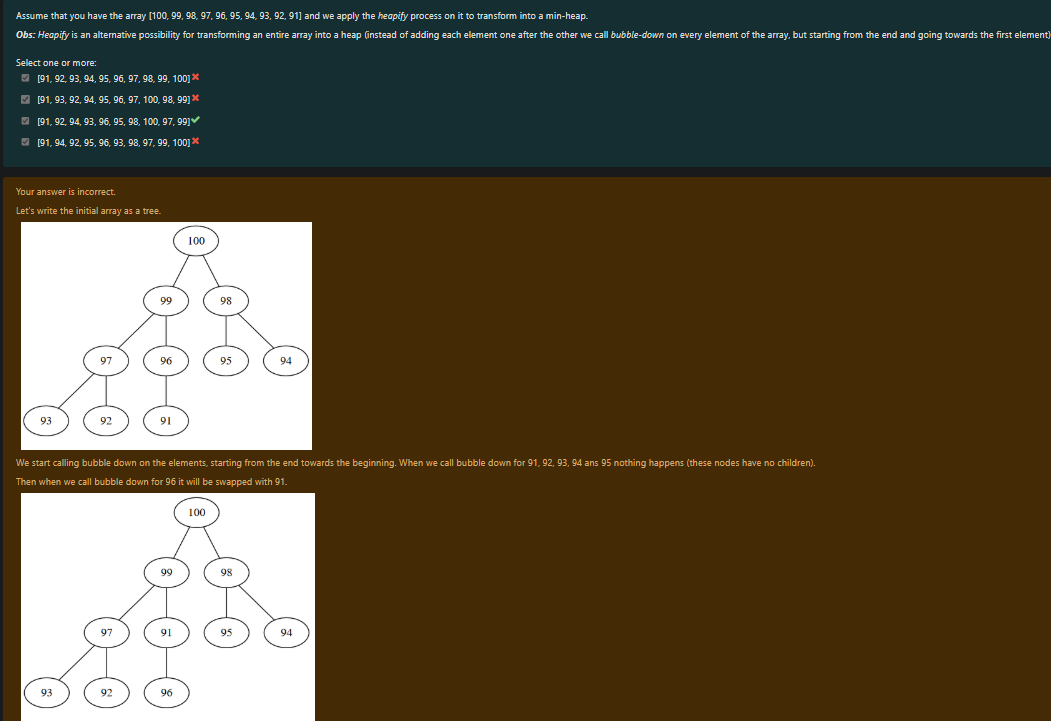 Assume that you have the array [100, 99, 98, 97, 96, 95, 94, 93, 92, 91] and we apply the heapify process on it to transform into a min-heap.
Obs: Heapify is an alternative possibility for transforming an entire array into a heap (instead of adding each element one after the other we call bubble-down on every element of the array, but starting from the end and going towards the first element)
Select one or more:
[91, 92, 93, 94, 95, 96, 97, 98, 99, 100]
[91, 93, 92, 94, 95, 96, 97, 100, 98, 99]
[91, 92, 94, 93, 96, 95, 98, 100, 97, 99]
[91, 94, 92, 95, 96, 93, 98, 97, 99, 100]
Your answer is incorrect.
Let's write the initial array as a tree.
100
99 98
97 96 95 94
93 92 91
We start calling bubble down on the elements, starting from the end towards the beginning. When we call bubble down for 91, 92, 93, 94 ans 95 nothing happens (these nodes have no children).
Then when we call bubble down for 96 it will be swapped with 91.
100
99 98
97 91 95 94
93 92 96